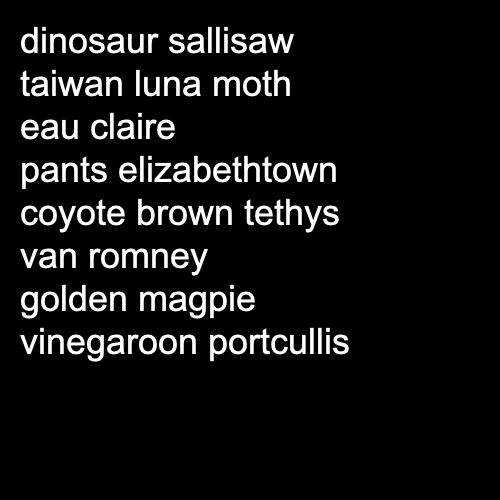 dinosaur sallisaw
taiwan luna moth
eau claire
pants elizabethtown
coyote brown tethys
van romney
golden magpie
vinegaroon portcullis